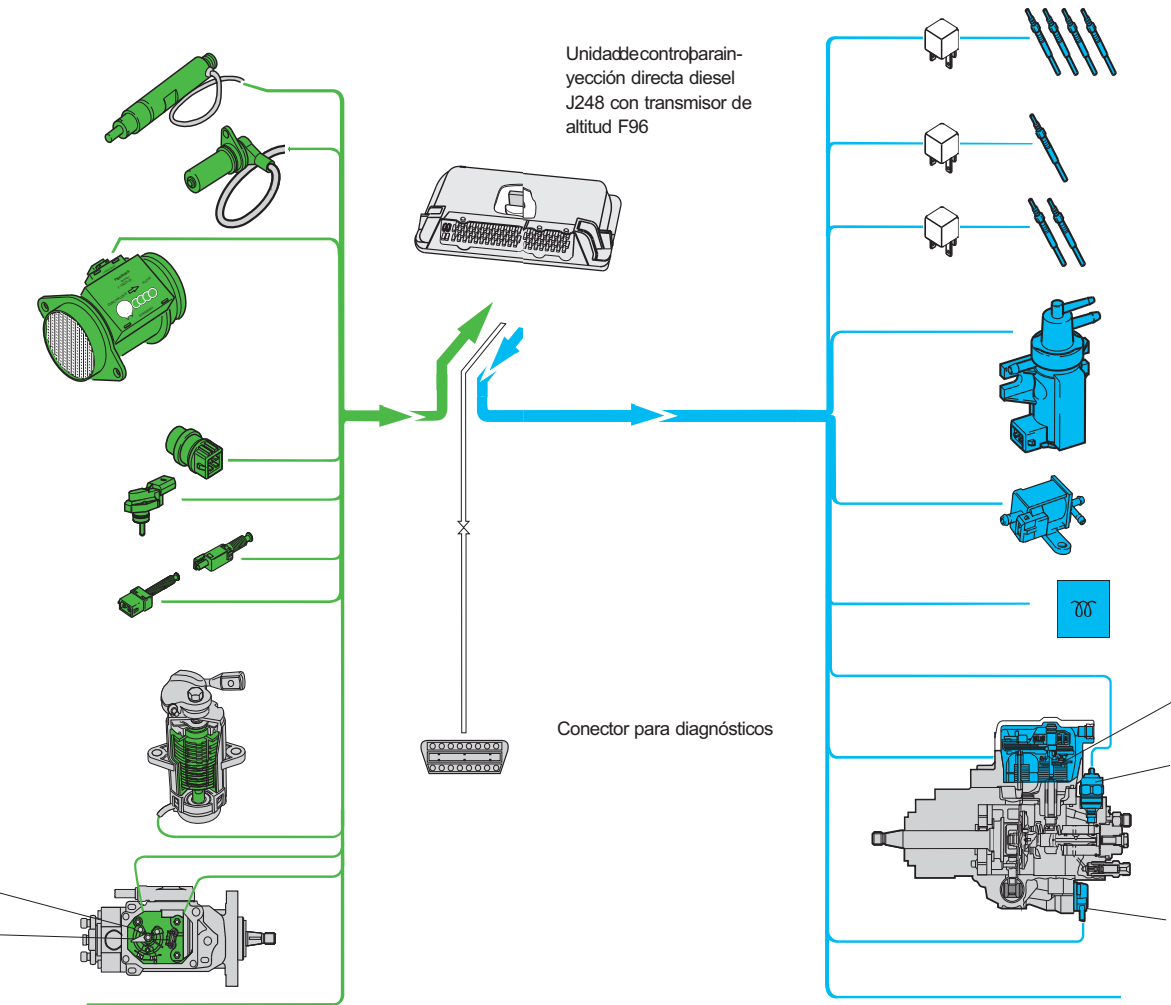 Unidaddecontrolparain-
yección directa diesel
J248 con transmisor de
altitud F96
Conector para diagnósticos